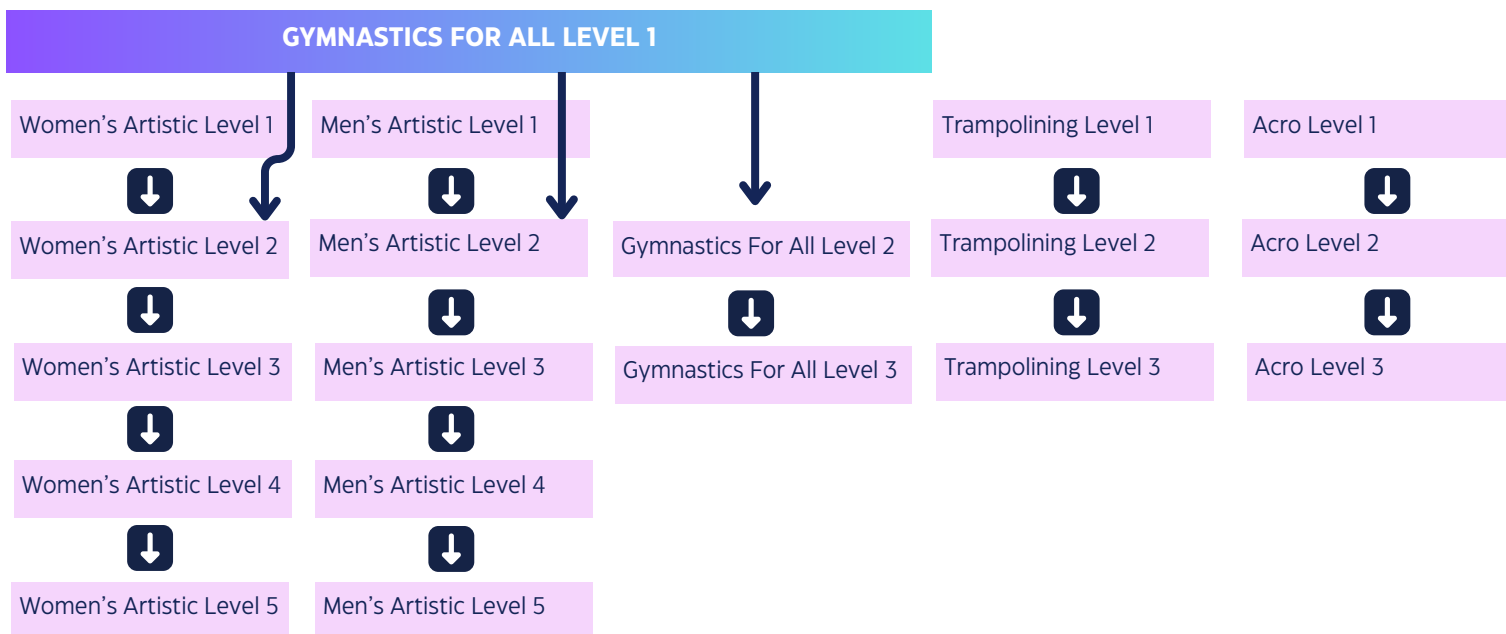 GYMNASTICS FOR ALL LEVEL 1
Women’s Artistic Level 1
Men’s Artistic Level 1
Trampolining Level 1
Acro Level 1
Women’s Artistic Level 2
Men’s Artistic Level 2
Gymnastics For All Level 2
Trampolining Level 2
Acro Level 2
Women’s Artistic Level 3
Men’s Artistic Level 3
Gymnastics For All Level 3
Trampolining Level 3
Acro Level 3
Women’s Artistic Level 4
Men’s Artistic Level 4
Women’s Artistic Level 5
Men’s Artistic Level 5